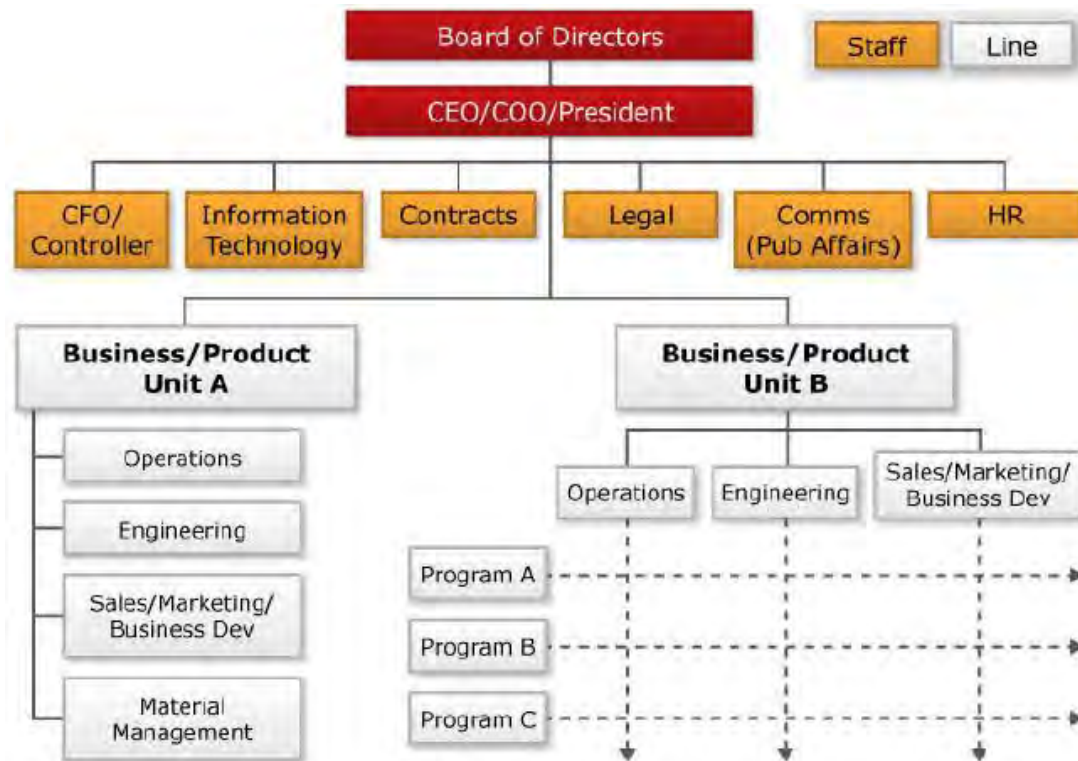 Board of Directors
Staff
Line
CEO/COO/President
CFO/
Controller
Information
Technology
Contracts
Legal
Comms
(Pub Affairs)
HR
Business/Product
Unit A
Business/Product
Unit B
Operations
Engineering
Sales/Marketing/
Business Dev
Material
Management
Operations
Engineering
Sales/Marketing/
Business Dev
Program A
Program B
Program C